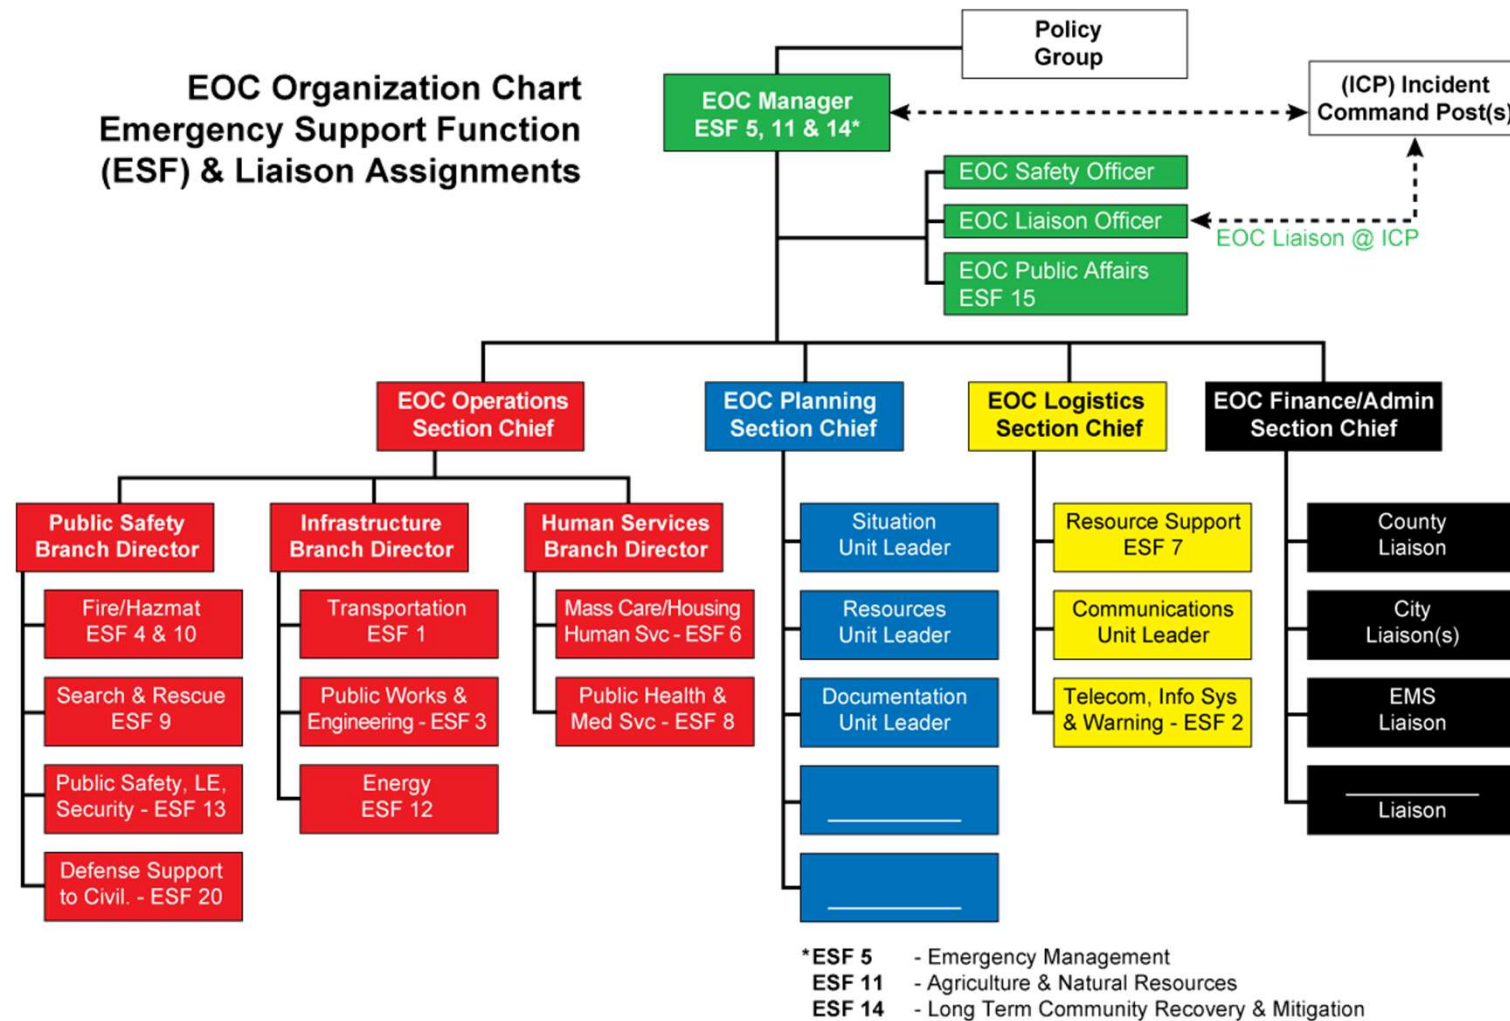 EOC Organization Chart
Emergency Support Function
(ESF) & Liaison Assignments
Policy
Group
EOC Manager
ESF 5, 11 & 14*
(ICP) Incident
Command Post(s)
EOC Safety Officer
EOC Liaison Officer
EOC Liaison @ ICP
EOC Public Affairs
ESF 15
EOC Operations
Section Chief
EOC Planning
Section Chief
EOC Logistics
Section Chief
EOC Finance/Admin
Section Chief
Public Safety
Branch Director
Fire/Hazmat
ESF 4 & 10
Search & Rescue
ESF 9
Public Safety, LE,
Security - ESF 13
Defense Support
to Civil. - ESF 20
Infrastructure
Branch Director
Transportation
ESF 1
Public Works &
Engineering - ESF 3
Energy
ESF 12
Human Services
Branch Director
Mass Care/Housing
Human Svc - ESF 6
Public Health &
Med Svc - ESF 8
Situation
Unit Leader
Resources
Unit Leader
Documentation
Unit Leader
Resource Support
ESF 7
Communications
Unit Leader
Telecom, Info Sys
& Warning - ESF 2
County
Liaison
City
Liaison(s)
EMS
Liaison
Liaison
*ESF 5 - Emergency Management
ESF 11 - Agriculture & Natural Resources
ESF 14 - Long Term Community Recovery & Mitigation